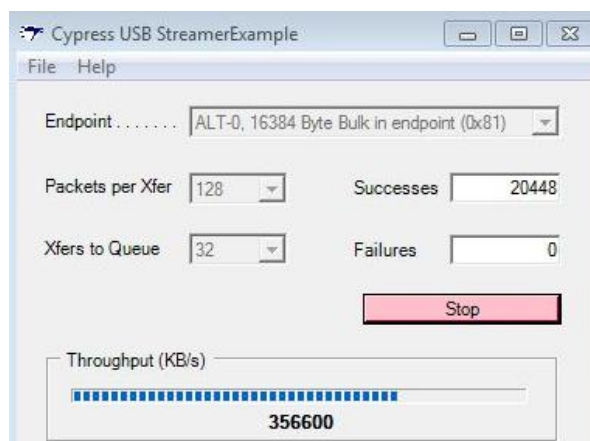 Cypress USB StreamerExample
File Help
Endpoint . . . . . . . ALT-0, 16384 Byte Bulk in endpoint (0x81)
Packets per Xfer 128 Successes 20448
Xfers to Queue 32 Failures 0
Stop
Throughput (KB/s)
356600